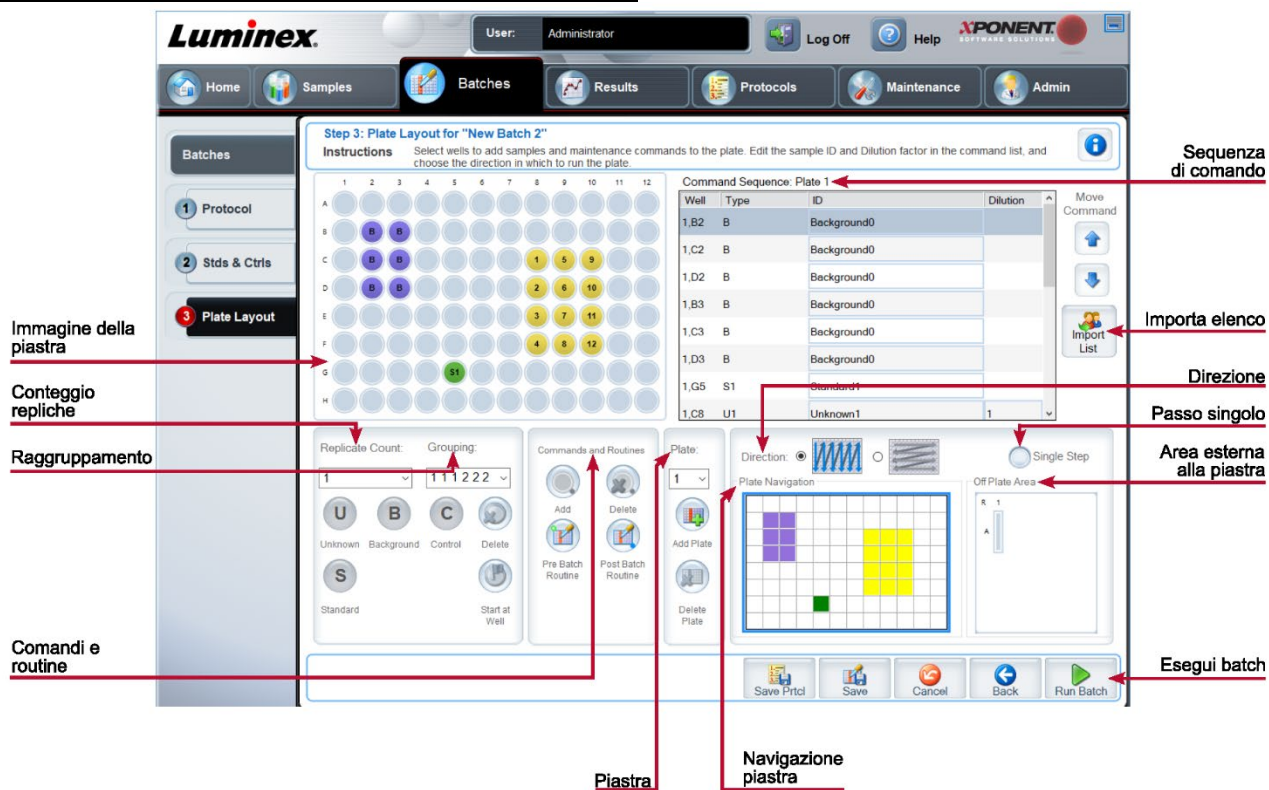 Luminex
User: Administrator
Log Off
Help
XPONENT
SOFTWARE SOLUTIONS
Home
Samples
Batches
Results
Protocols
Maintenance
Admin
Batches
1 Protocol
2 Stds & Ctrls
3 Plate Layout
Step 3: Plate Layout for "New Batch 2"
Instructions Select wells to add samples and maintenance commands to the plate. Edit the sample ID and Dilution factor in the command list, and
choose the direction in which to run the plate.
1 2 3 4 5 6 7 8 9 10 11 12
A
B B B
C B B 1 5 9
D B B 2 6 10
E 3 7 11
F 4 8 12
G S1
H
Command Sequence: Plate 1
Well Type ID Dilution
1,B2 B Background0
1,C2 B Background0
1,D2 B Background0
1,B3 B Background0
1,C3 B Background0
1,D3 B Background0
1,G5 S1 Standard1
1,C8 U1 Unknown1 1
Move
Command
Import
List
Replicate Count: Grouping:
1 1 1 1 2 2 2
U B C
Unknown Background Control Delete
S
Standard Start at
Well
Commands and Routines
Add Delete
Pre Batch
Routine
Post Batch
Routine
Plate:
1
Add Plate
Delete
Plate
Direction:
Single Step
Plate Navigation
Off Plate Area
R 1
A
Save Prtcl
Save
Cancel
Back
Run Batch
Immagine della
piastra
Conteggio
repliche
Raggruppamento
Comandi e
routine
Piastra
Navigazione
piastra
Sequenza
di comando
Importa elenco
Direzione
Passo singolo
Area esterna
alla piastra
Esegui batch